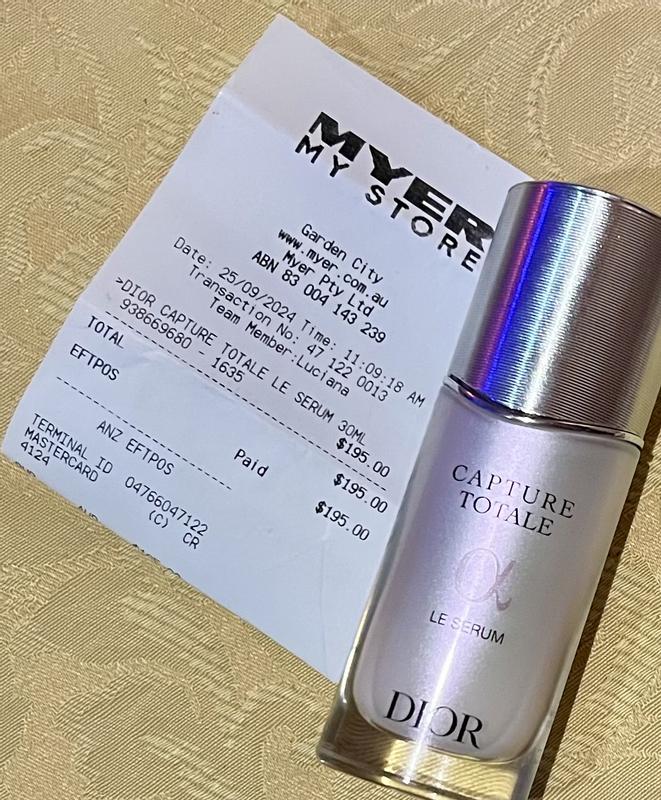 MYER
MY STORE
Garden City
www.myer.com.au
Myer Pty Ltd
ABN 83 004 143 239
Date: 25/09/2024 Time: 11:09:18 AM
Transaction No: 47 122 0013
Team Member:Luciana
>DIOR CAPTURE TOTALE LE SERUM 30ML
938669680 - 1635 $195.00
TOTAL $195.00
EFTPOS Paid $195.00
ANZ EFTPOS
TERMINAL ID 04766047122
MASTERCARD (C) CR
4124
CAPTURE
TOTALE
LE SERUM
DIOR